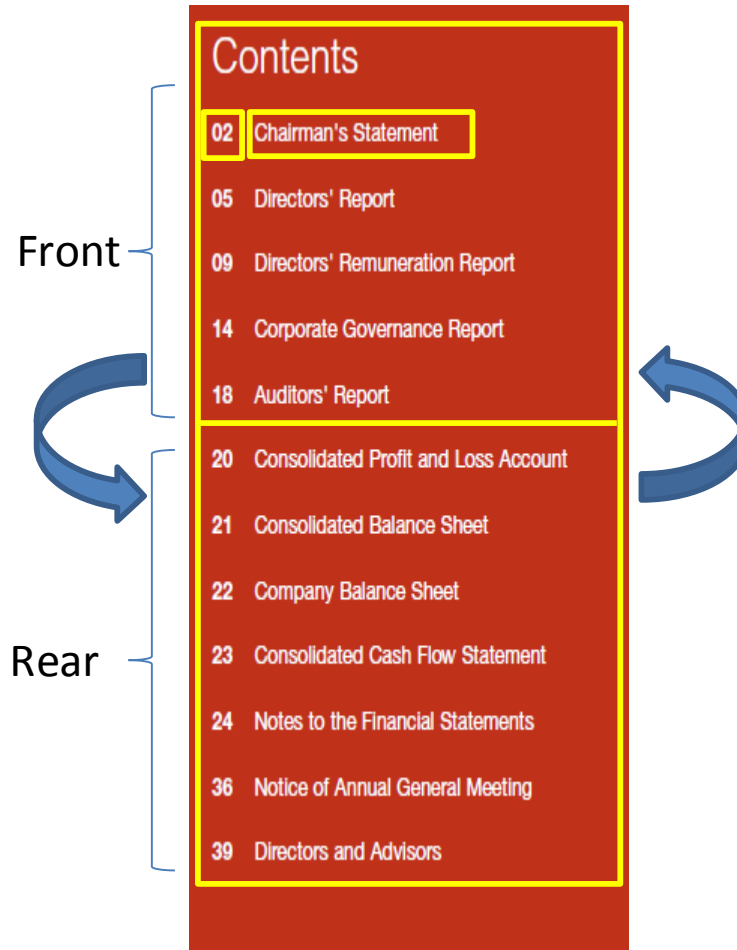 Contents
Front
02 Chairman's Statement
05 Directors' Report
09 Directors' Remuneration Report
14 Corporate Governance Report
18 Auditors' Report
Rear
20 Consolidated Profit and Loss Account
21 Consolidated Balance Sheet
22 Company Balance Sheet
23 Consolidated Cash Flow Statement
24 Notes to the Financial Statements
36 Notice of Annual General Meeting
39 Directors and Advisors